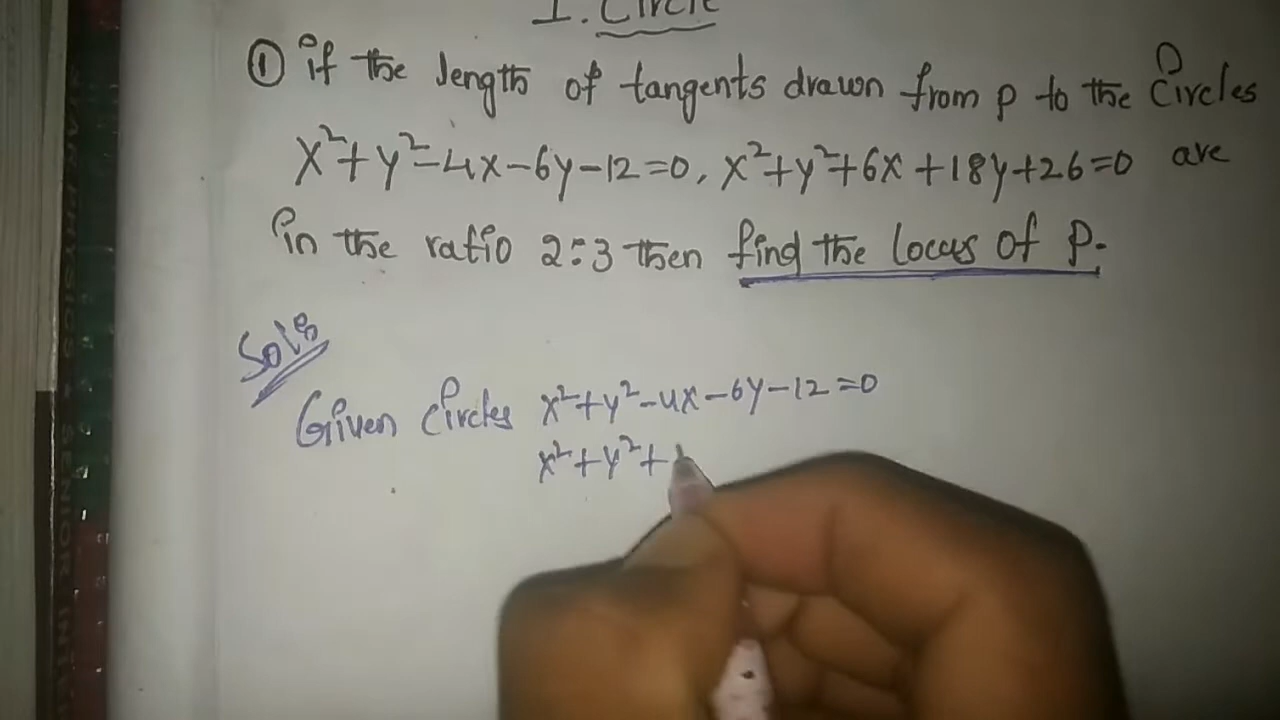 I. Circle
① if the length of tangents drawn from p to the Circles
x²+y²-4x-6y-12=0, x²+y²+6x+18y+26=0 are
in the ratio 2:3 then find the locus of P.
Sol:
Given Circles x²+y²-4x-6y-12=0
x²+y²+